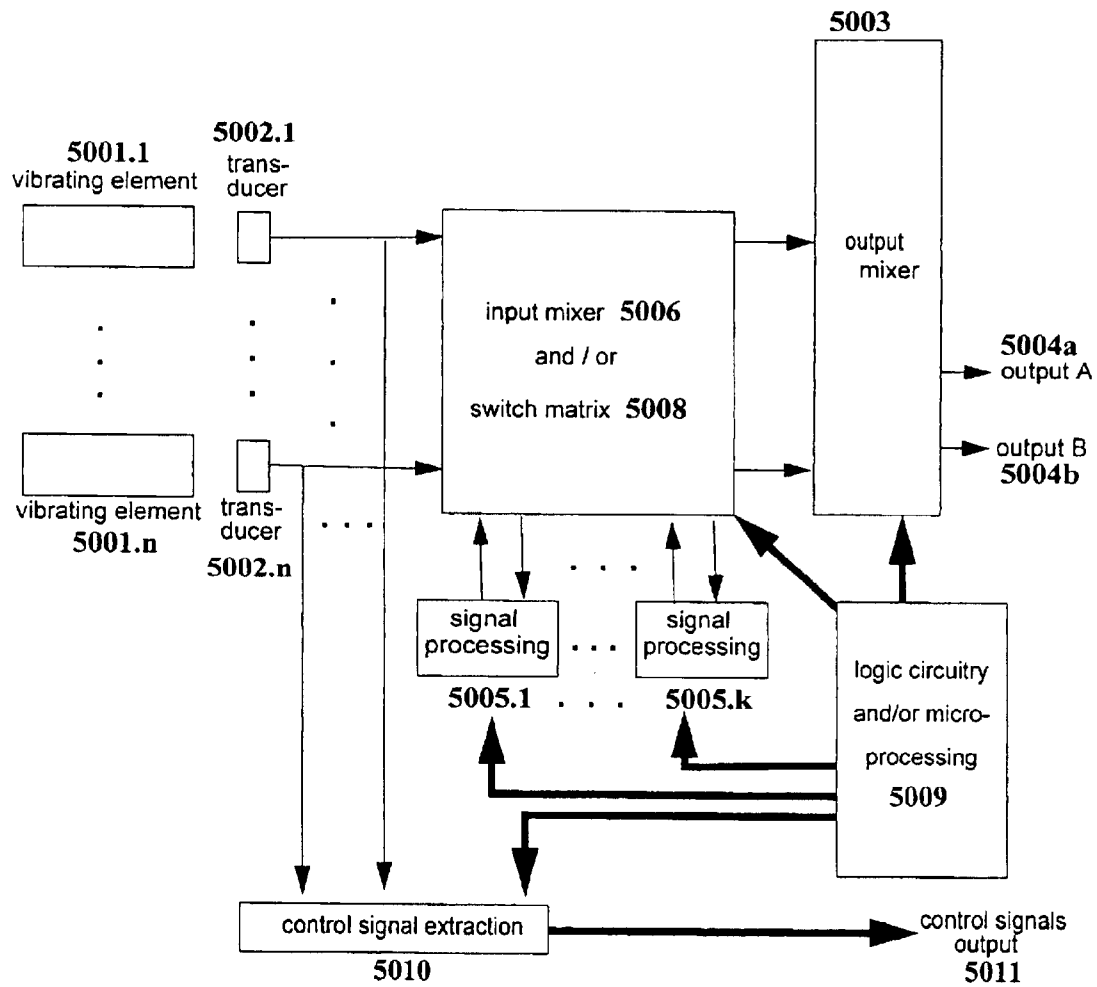 5003
5001.1
vibrating element
5002.1
trans-
ducer
output
mixer
input mixer 5006
and / or
switch matrix 5008
5004a
output A
output B
5004b
vibrating element
5001.n
trans-
ducer
5002.n
signal
processing
5005.1
signal
processing
5005.k
logic circuitry
and/or micro-
processing
5009
control signal extraction
5010
control signals
output
5011